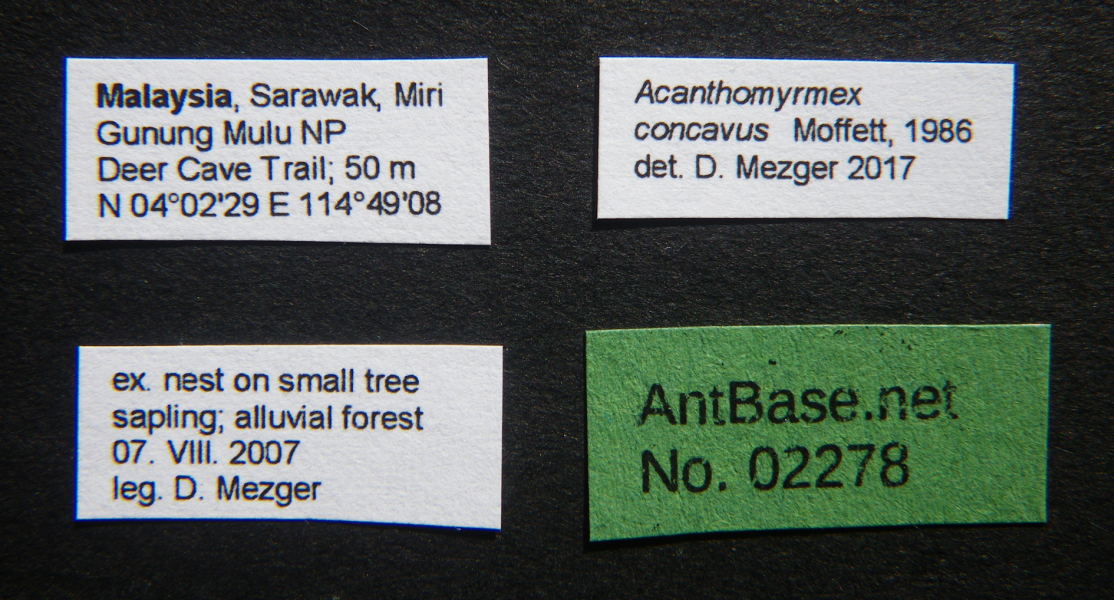 Malaysia, Sarawak, Miri
Gunung Mulu NP
Deer Cave Trail; 50 m
N 04°02'29 E 114°49'08
Acanthomyrmex
concavus Moffett, 1986
det. D. Mezger 2017
ex. nest on small tree
sapling; alluvial forest
07. VIII. 2007
leg. D. Mezger
AntBase.net
No. 02278